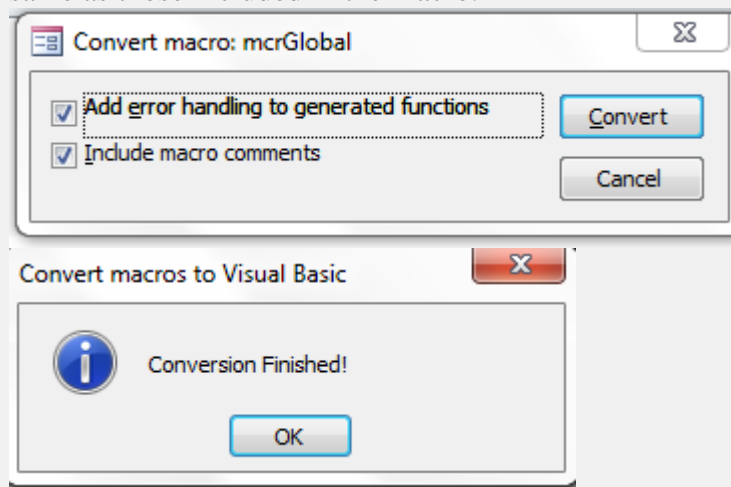 Convert macro: mcrGlobal
Add error handling to generated functions
Convert
Include macro comments
Cancel
Convert macros to Visual Basic
Conversion Finished!
OK